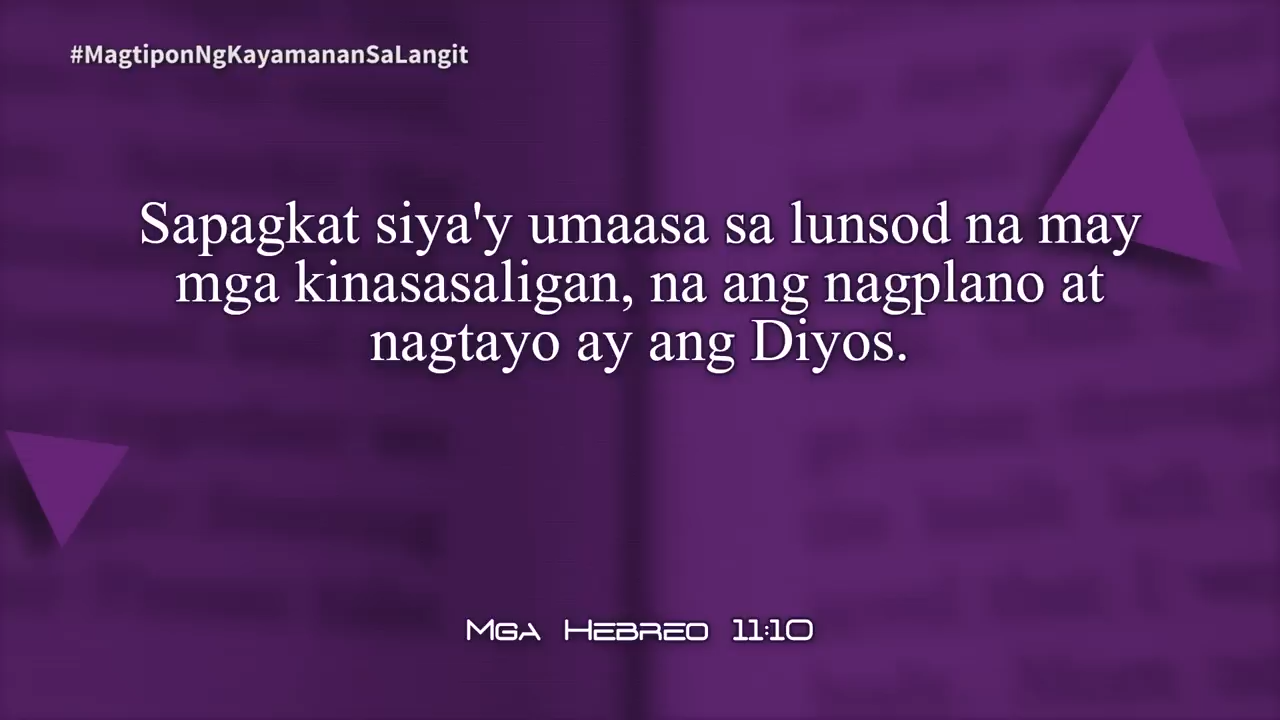 #MagtiponNgKayamananSaLangit
Sapagkat siya'y umaasa sa lunsod na may
mga kinasasaligan, na ang nagplano at
nagtayo ay ang Diyos.
Mga Hebreo 11:10